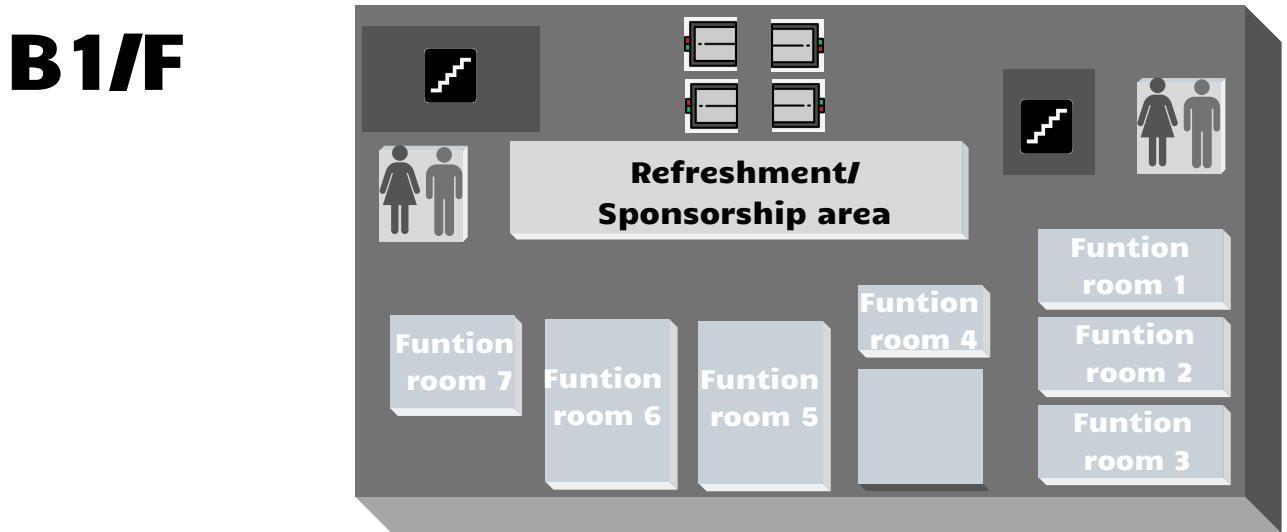 B1/F
Refreshment/
Sponsorship area
Funtion
room 1
Funtion
room 2
Funtion
room 3
Funtion
room 4
Funtion
room 5
Funtion
room 6
Funtion
room 7